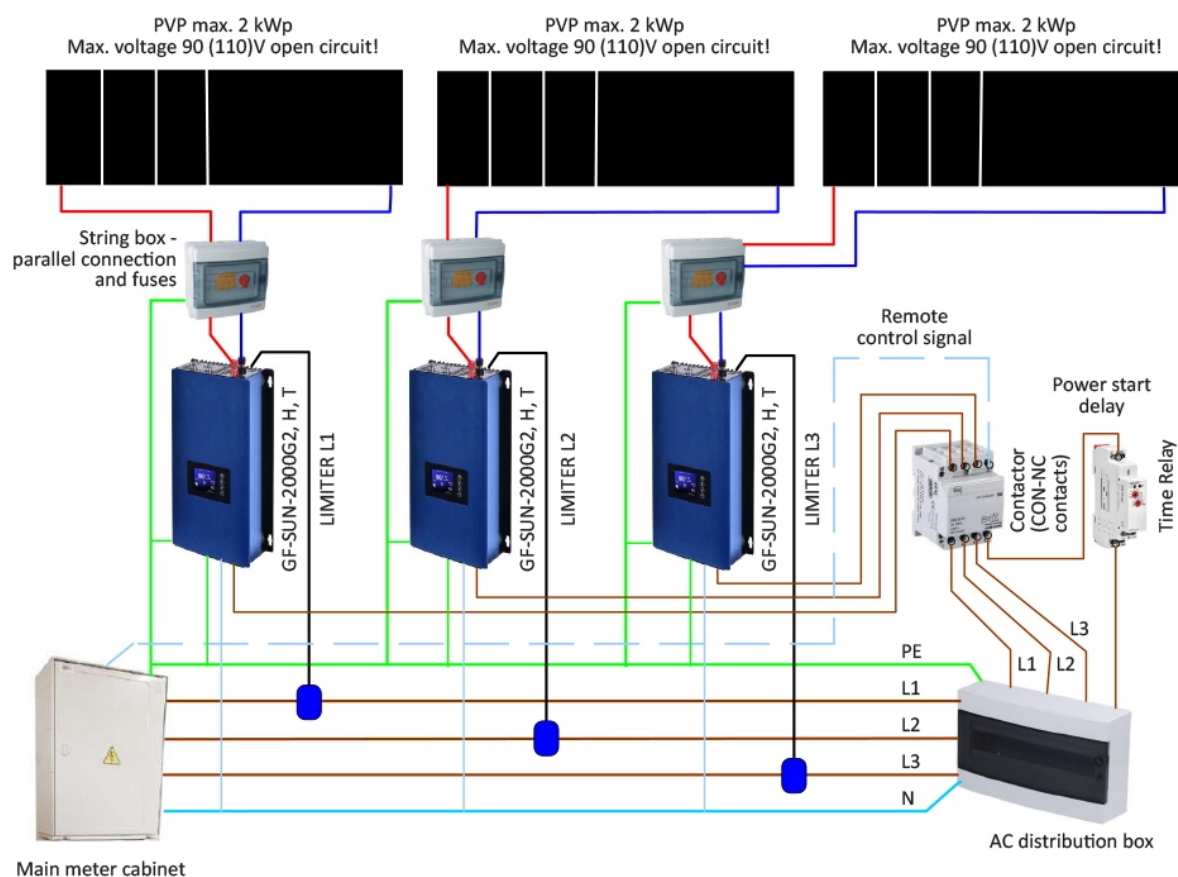 PVP max. 2 kWp
Max. voltage 90 (110)V open circuit!
PVP max. 2 kWp
Max. voltage 90 (110)V open circuit!
PVP max. 2 kWp
Max. voltage 90 (110)V open circuit!
String box -
parallel connection
and fuses
Remote
control signal
Power start
delay
GF-SUN-2000G2, H, T
LIMITER L1
GF-SUN-2000G2, H, T
LIMITER L2
GF-SUN-2000G2, H, T
LIMITER L3
Contactor
(CON-NC
contacts)
Time Relay
PE
L1
L2
L3
N
L1
L2
L3
Main meter cabinet
AC distribution box